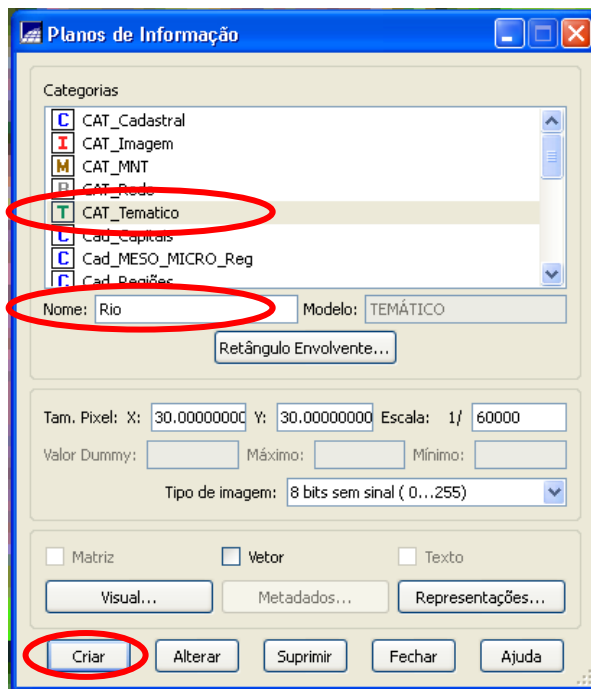 Planos de Informação
Categorias
C CAT_Cadastral
I CAT_Imagem
M CAT_MNT
R CAT_Rede
T CAT_Tematico
C Cad_Capitais
C Cad_MESO_MICRO_Reg
C Cad_Regiões
Nome: Rio Modelo: TEMÁTICO
Retângulo Envolvente...
Tam. Pixel: X: 30.00000000 Y: 30.00000000 Escala: 1/ 60000
Valor Dummy: Máximo: Mínimo:
Tipo de imagem: 8 bits sem sinal ( 0...255)
Matriz Vetor Texto
Visual... Metadados... Representações...
Criar Alterar Suprimir Fechar Ajuda